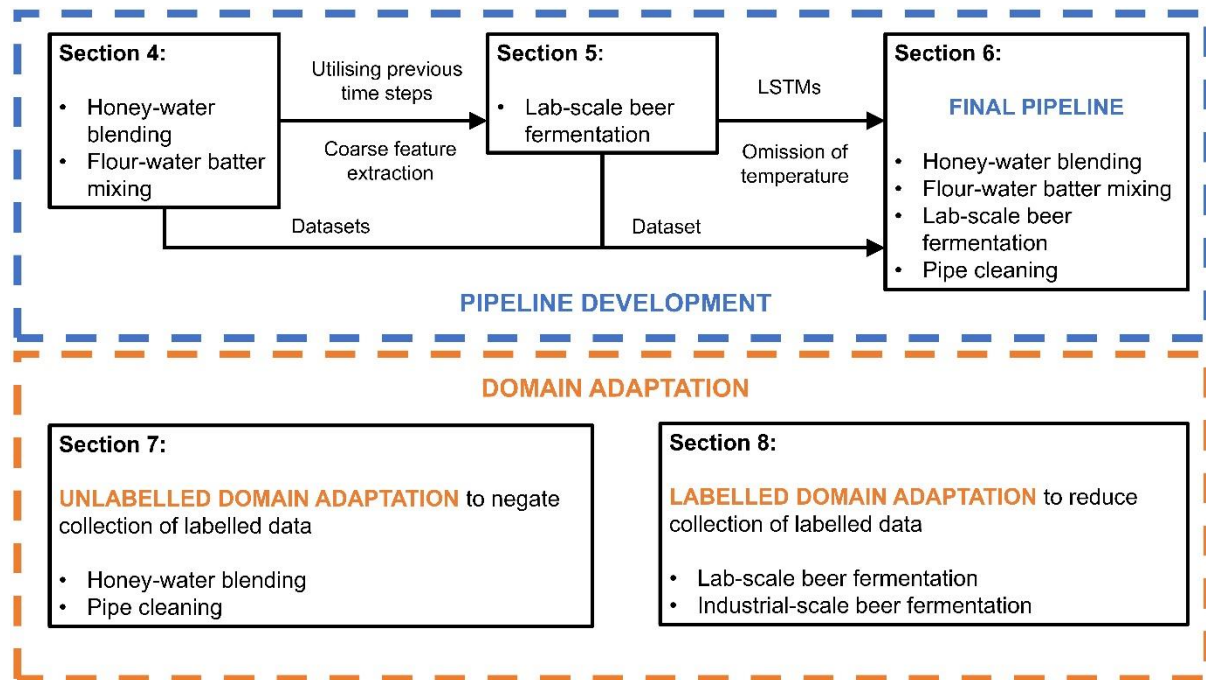 Section 4:
• Honey-water
blending
• Flour-water batter
mixing
Utilising previous
time steps
Coarse feature
extraction
Section 5:
• Lab-scale beer
fermentation
LSTMs
Omission of
temperature
Section 6:
FINAL PIPELINE
• Honey-water blending
• Flour-water batter mixing
• Lab-scale beer
fermentation
• Pipe cleaning
Datasets
Dataset
PIPELINE DEVELOPMENT
DOMAIN ADAPTATION
Section 7:
UNLABELLED DOMAIN ADAPTATION to negate
collection of labelled data
• Honey-water blending
• Pipe cleaning
Section 8:
LABELLED DOMAIN ADAPTATION to reduce
collection of labelled data
• Lab-scale beer fermentation
• Industrial-scale beer fermentation